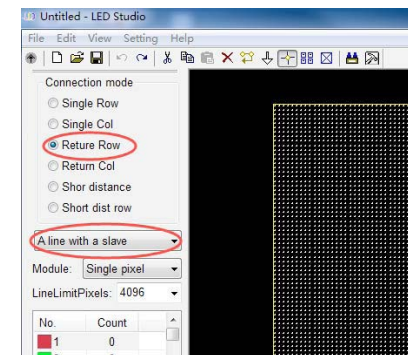 Untitled - LED Studio
File Edit View Setting Help
Connection mode
Single Row
Single Col
Reture Row
Return Col
Shor distance
Short dist row
A line with a slave
Module: Single pixel
LineLimitPixels: 4096
No. Count
1 0